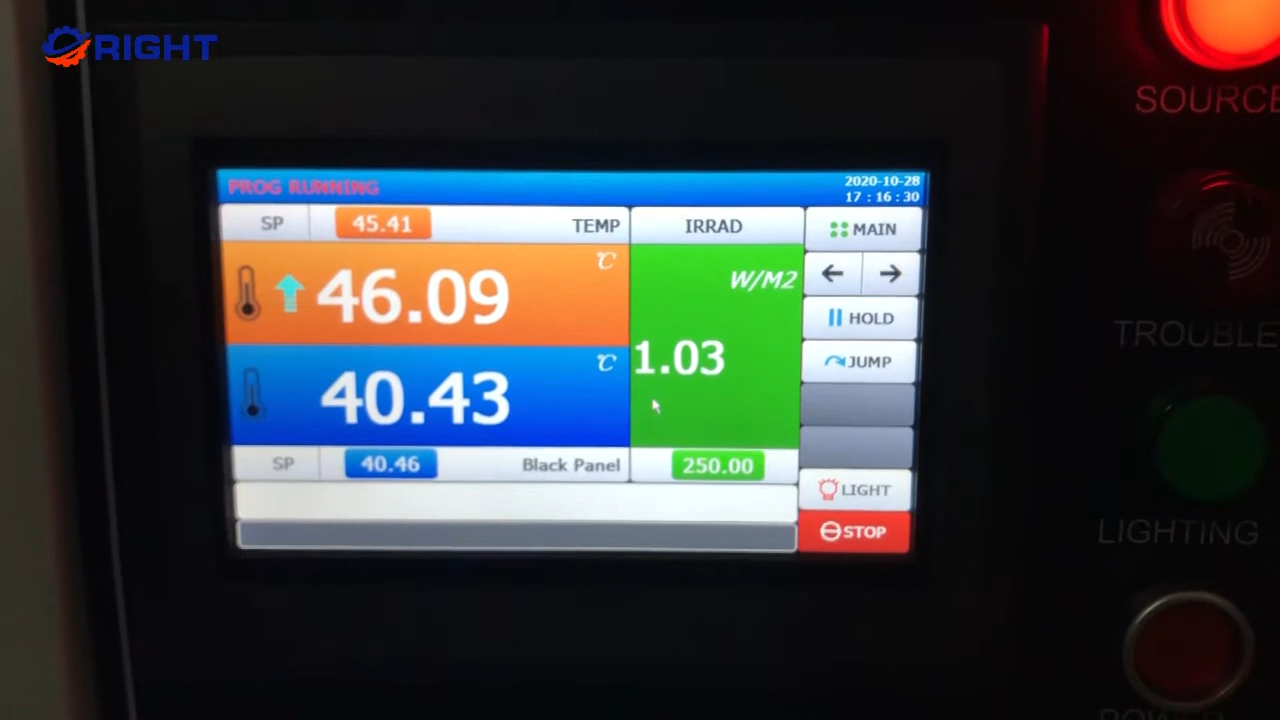 ORIGHT
SOURCE
PROG RUNNING
2020-10-28
17 : 16 : 30
SP 45.41 TEMP IRRAD
MAIN
℃
46.09
W/M2
HOLD
1.03
JUMP
℃
40.43
SP 40.46 Black Panel 250.00
LIGHT
STOP
TROUBLE
LIGHTING